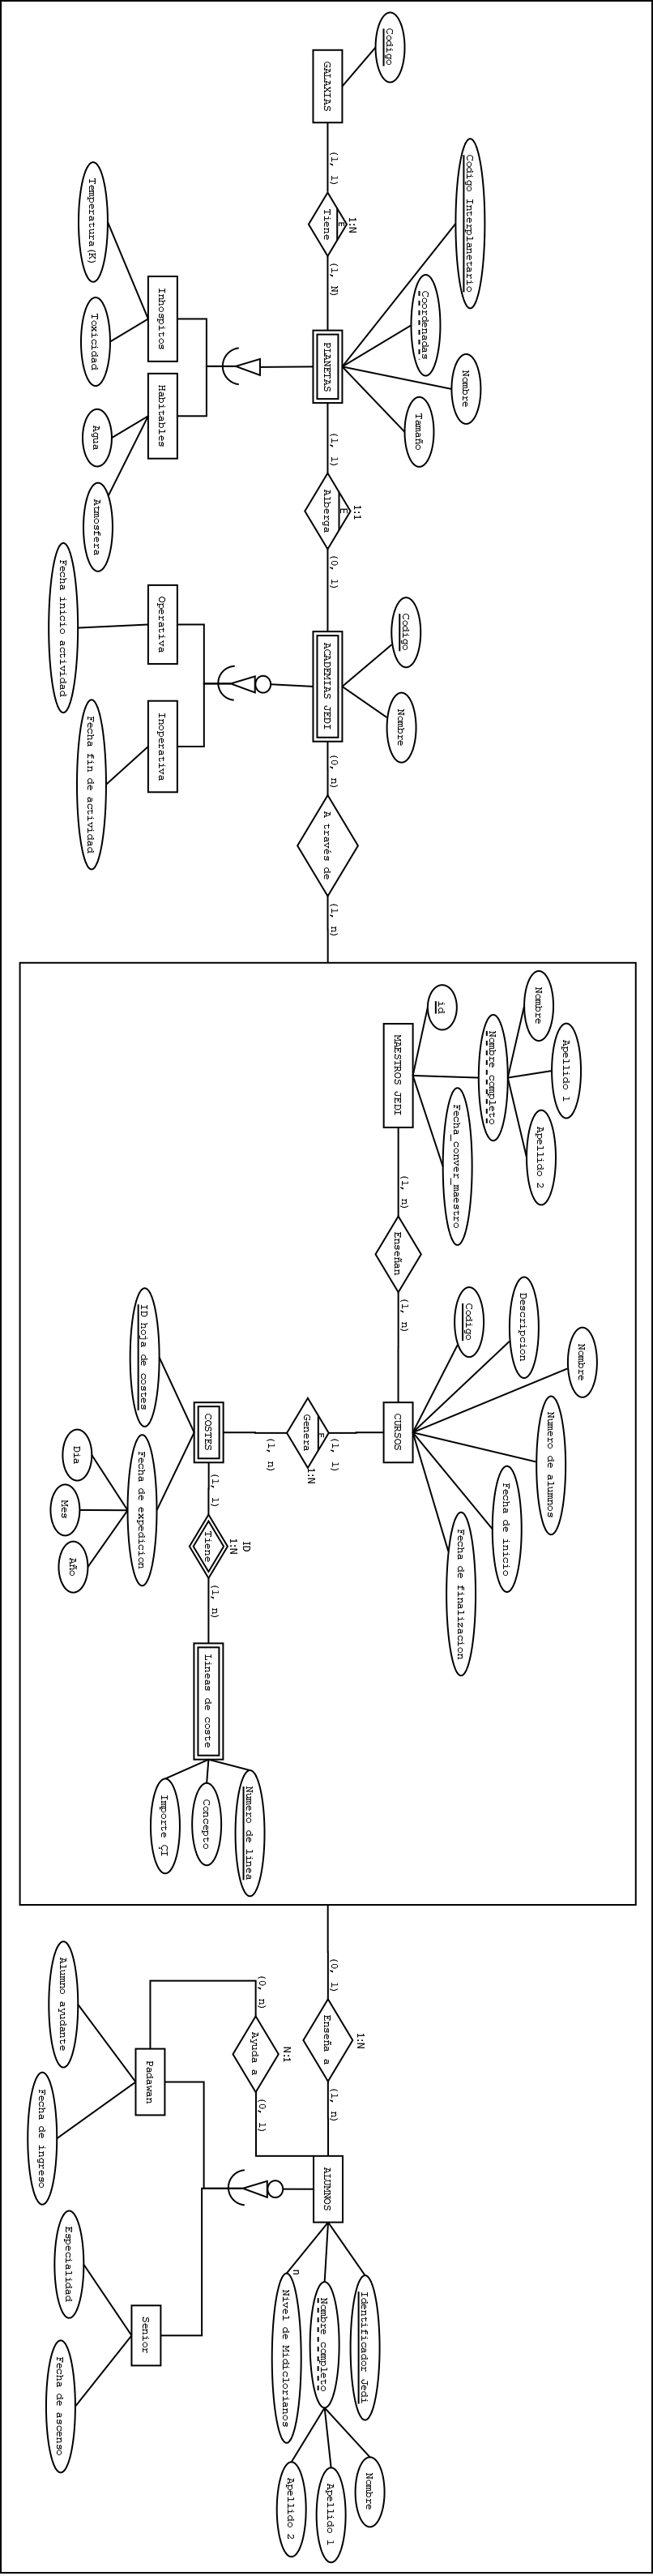 Codigo
GALAXIAS
(1, 1)
1:N
E
Tiene
(1, N)
Codigo Interplanetario
Coordenadas
Nombre
Tamaño
PLANETAS
Inhospitos
Temperatura(K)
Toxicidad
Habitables
Agua
Atmosfera
(1, 1)
1:1
E
Alberga
(0, 1)
Codigo
Nombre
ACADEMIAS JEDI
Operativa
Fecha inicio actividad
Inoperativa
Fecha fin de actividad
(0, n)
A través de
(1, n)
Nombre
Apellido 1
Apellido 2
Nombre completo
id
Fecha_conver_maestro
MAESTROS JEDI
(1, n)
Enseñan
(1, n)
Nombre
Descripcion
Codigo
Numero de alumnos
Fecha de inicio
Fecha de finalizacion
CURSOS
(1, 1)
E
Genera
1:N
(1, n)
COSTES
ID hoja de costes
Fecha de expedicion
Dia
Mes
Año
(1, 1)
ID
1:N
Tiene
(1, n)
Lineas de coste
Numero de linea
Concepto
Importe ÇI
(0, 1)
1:N
Enseña a
(1, n)
(0, n)
N:1
Ayuda a
(0, 1)
ALUMNOS
Identificador Jedi
Nombre completo
n
Nivel de Midiclorianos
Nombre
Apellido 1
Apellido 2
Padawan
Alumno ayudante
Fecha de ingreso
Senior
Especialidad
Fecha de ascenso